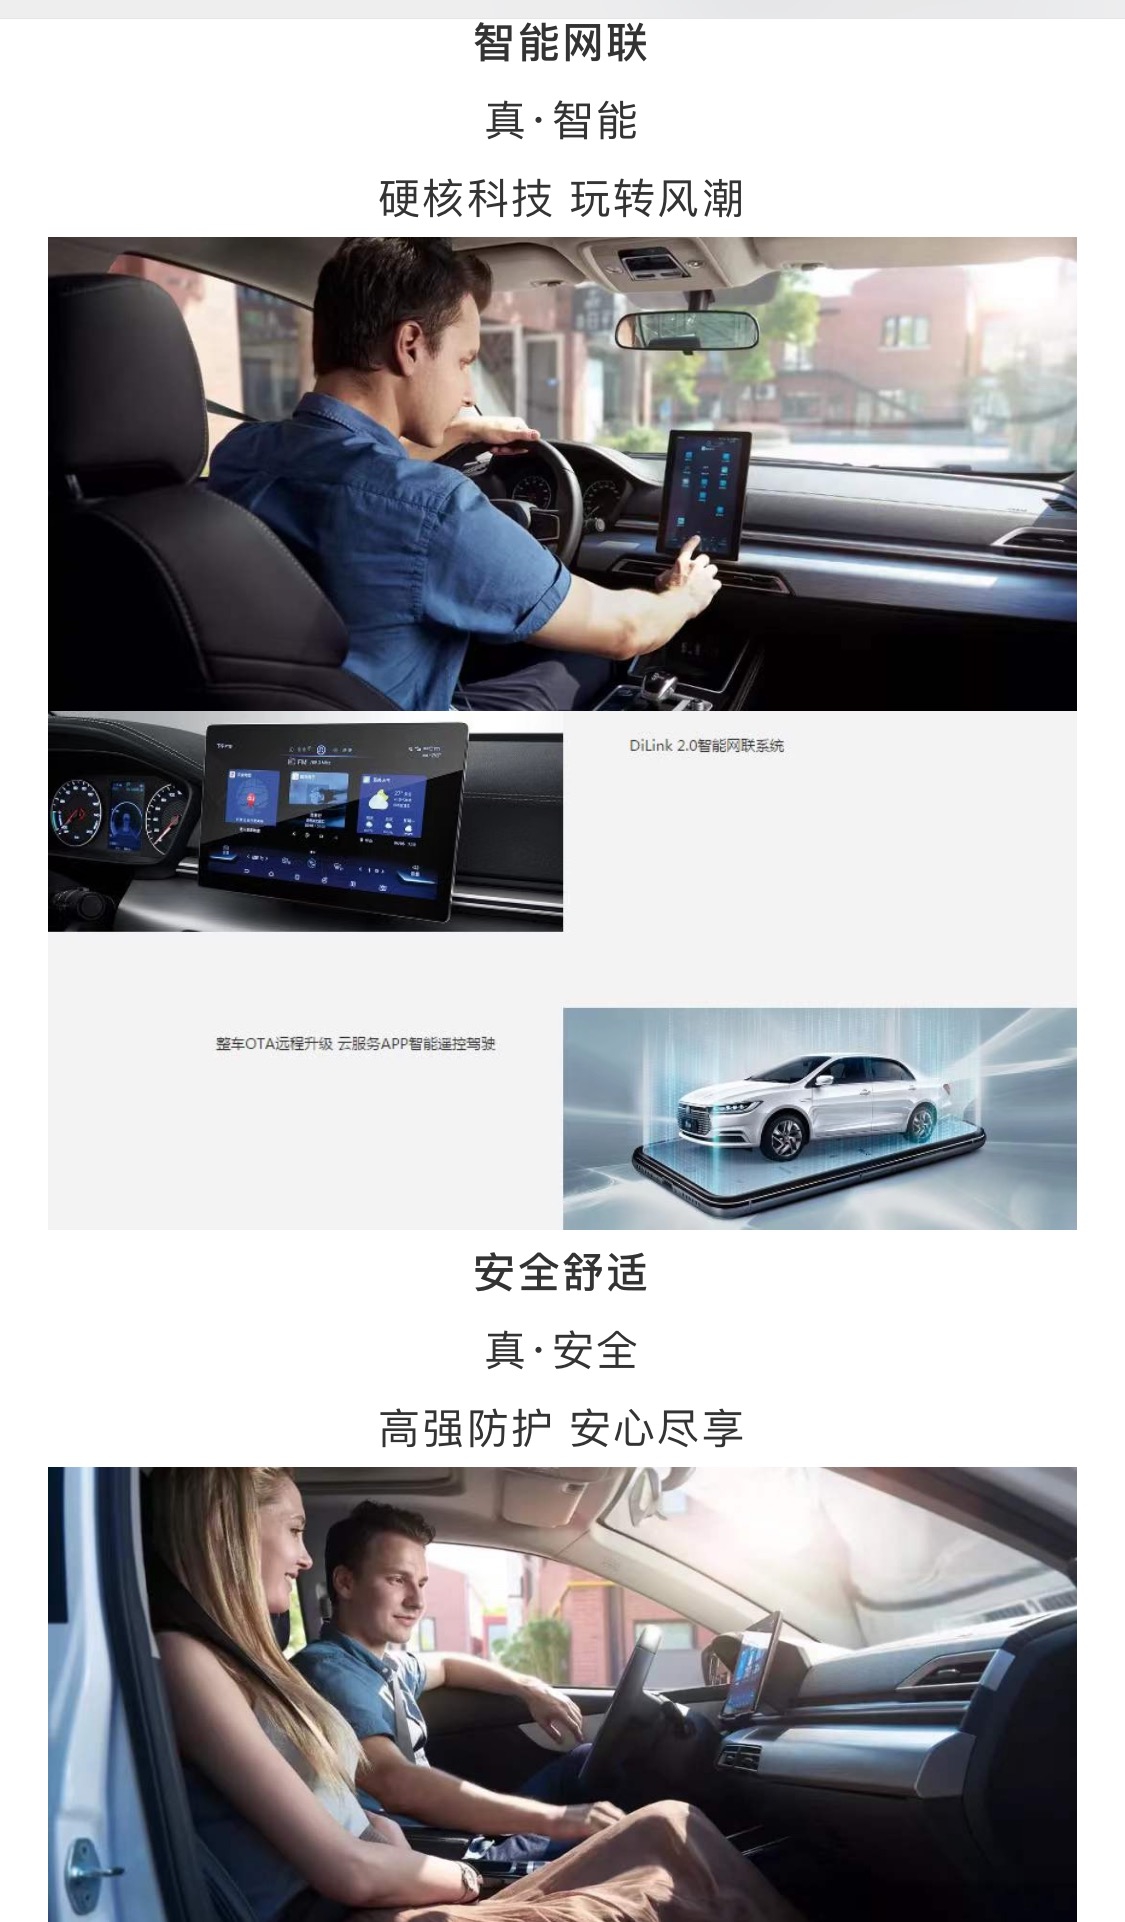 智能网联
真·智能
硬核科技 玩转风潮
FM
DiLink 2.0智能网联系统
整车OTA远程升级 云服务APP智能遥控驾驶
安全舒适
真·安全
高强防护 安心尽享